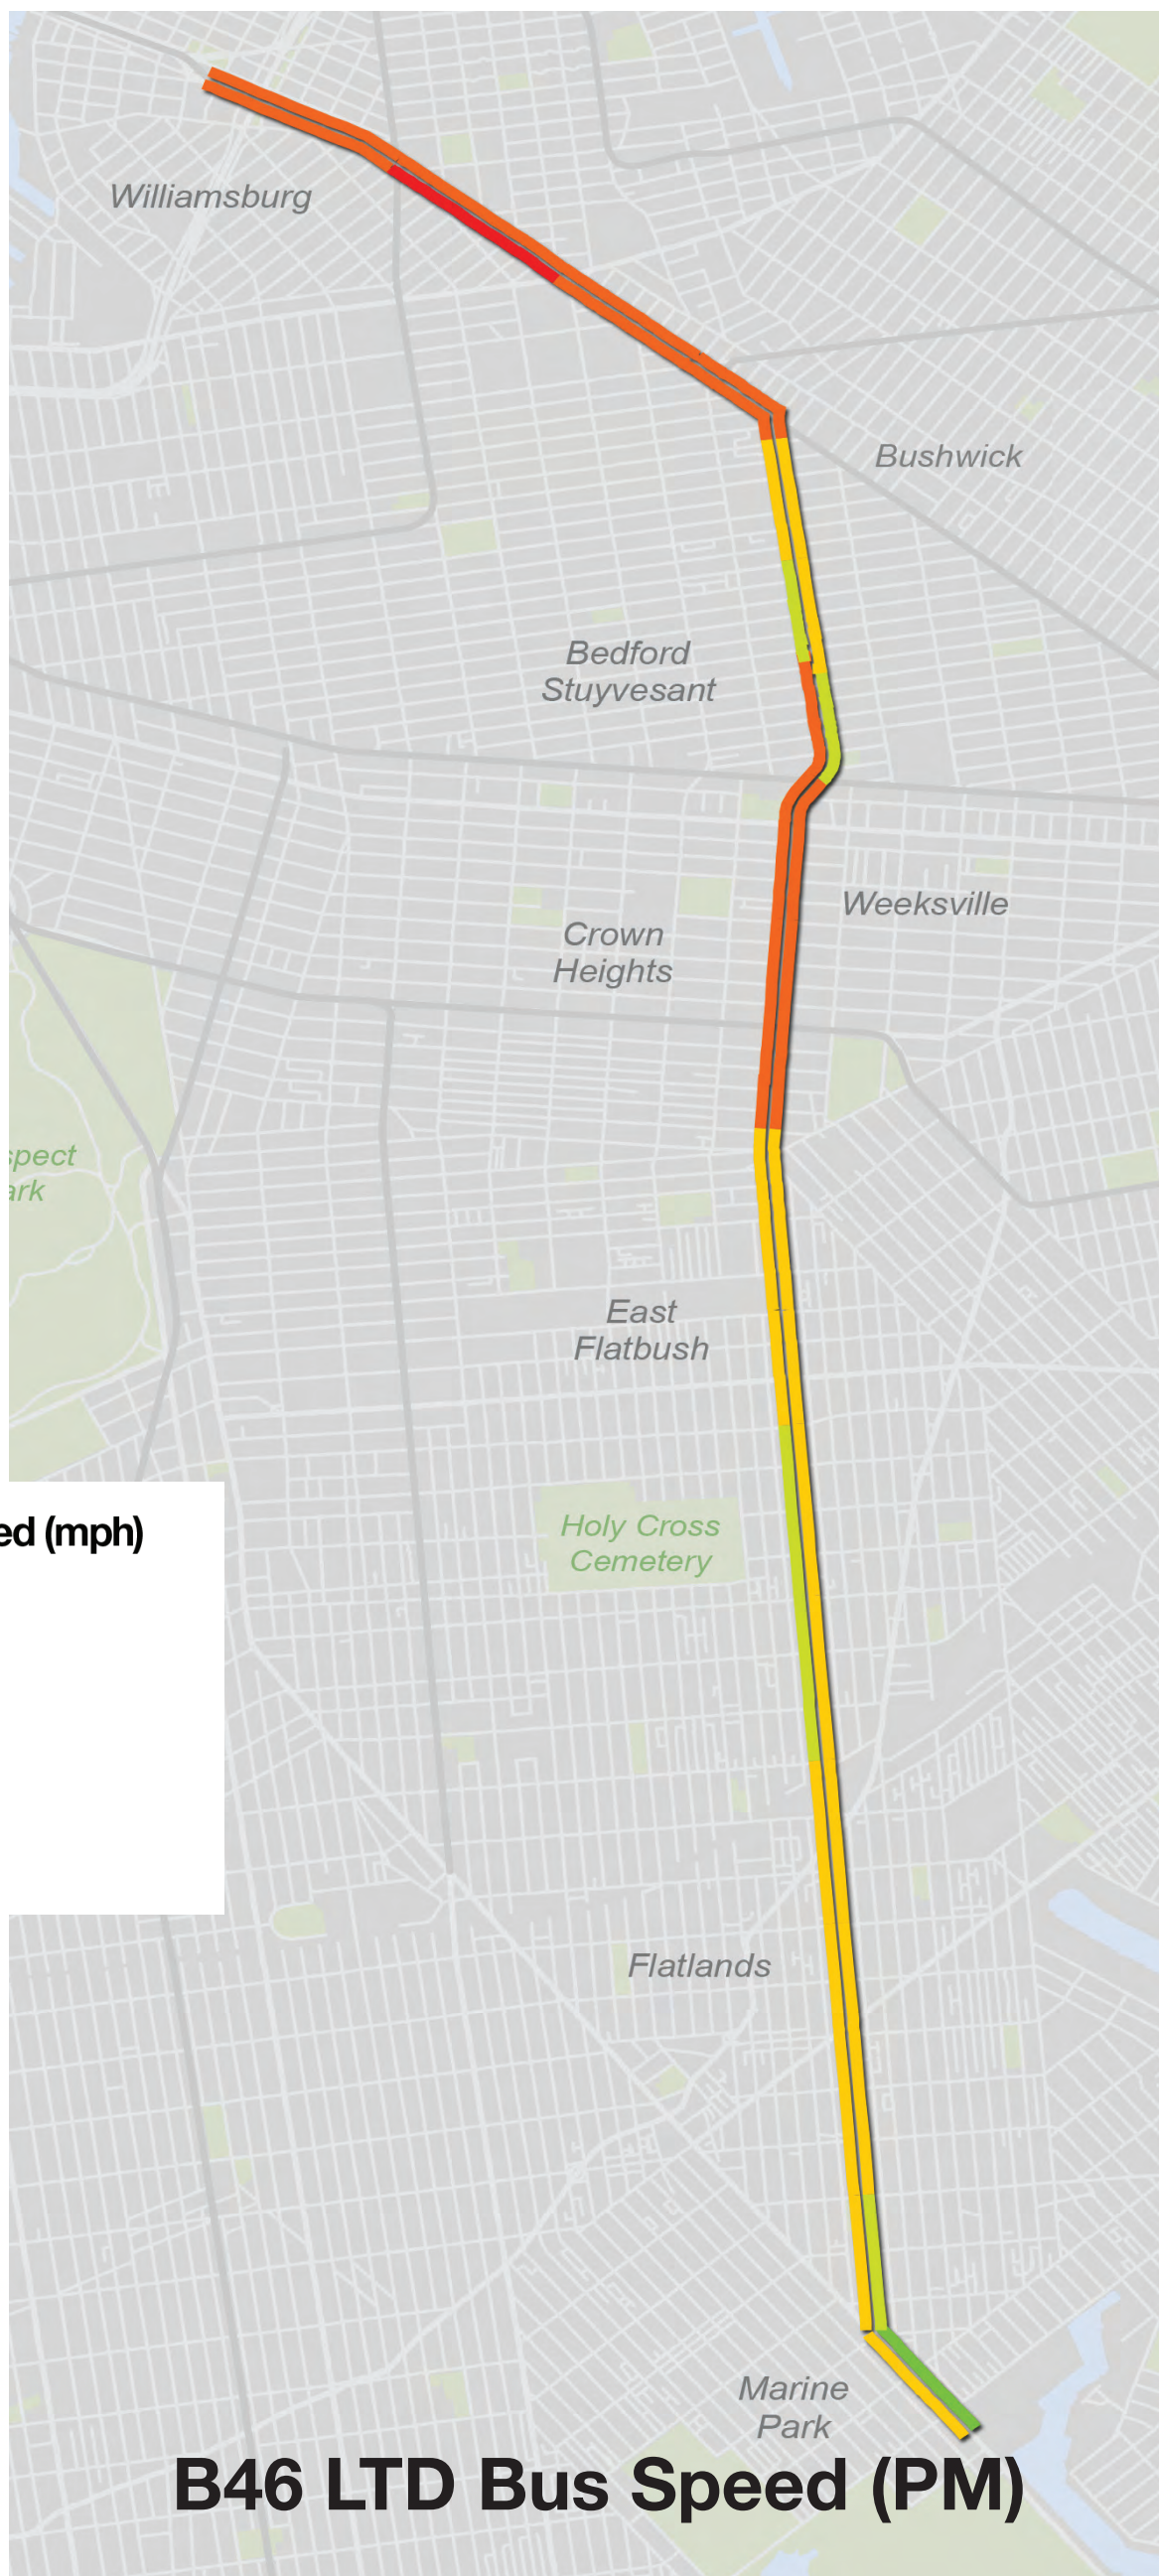 Williamsburg
Bushwick
Bedford
Stuyvesant
Weeksville
Crown
Heights
spect
ark
East
Flatbush
ed (mph)
Holy Cross
Cemetery
Flatlands
Marine
Park
B46 LTD Bus Speed (PM)